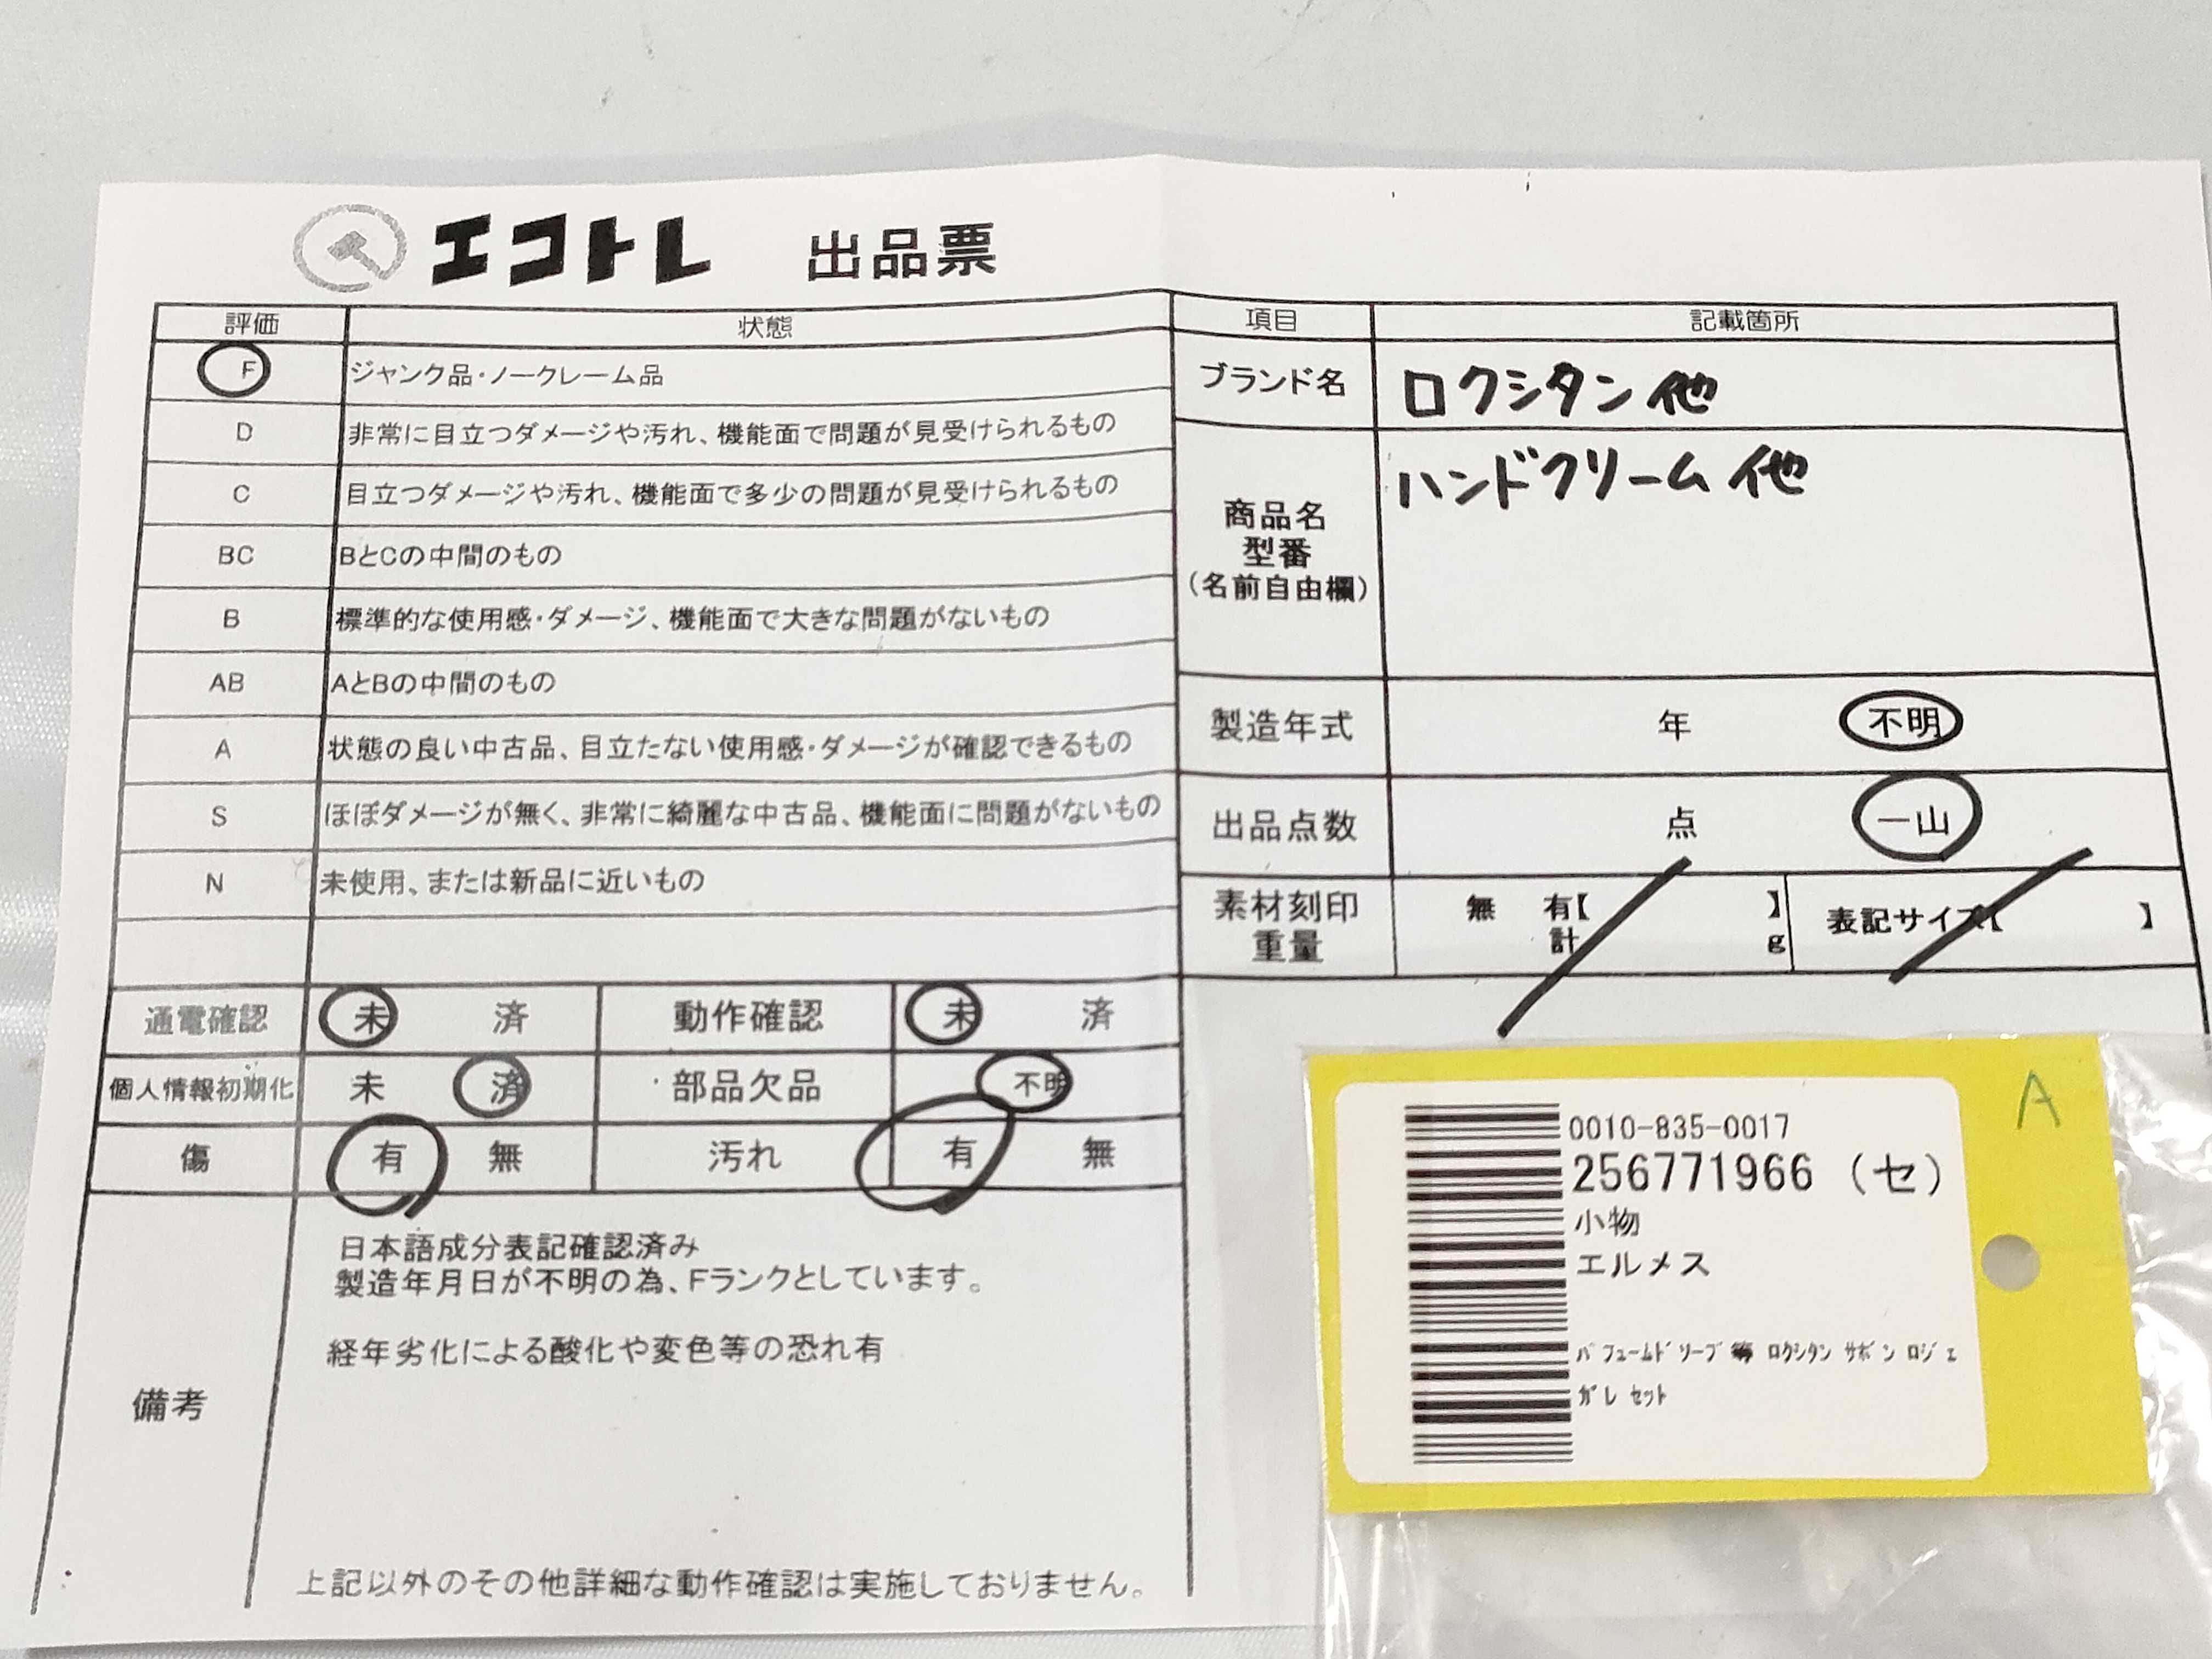 エコトレ 出品票
評価 状態
F ジャンク品・ノークレーム品
D 非常に目立つダメージや汚れ、機能面で問題が見受けられるもの
C 目立つダメージや汚れ、機能面で多少の問題が見受けられるもの
BC BとCの中間のもの
B 標準的な使用感・ダメージ、機能面で大きな問題がないもの
AB AとBの中間のもの
A 状態の良い中古品、目立たない使用感・ダメージが確認できるもの
S ほぼダメージが無く、非常に綺麗な中古品、機能面に問題がないもの
N 未使用、または新品に近いもの
通電確認 未 済 動作確認 未 済
個人情報初期化 未 済 部品欠品 不明
傷 有 無 汚れ 有 無
備考
日本語成分表記確認済み
製造年月日が不明の為、Fランクとしています。
経年劣化による酸化や変色等の恐れ有
上記以外のその他詳細な動作確認は実施しておりません。
項目 記載箇所
ブランド名 ロクシタン他
商品名
型番
(名前自由欄)
ハンドクリーム他
製造年式 年 不明
出品点数 点 一山
素材刻印 無 有【 】 表記サイズ【 】
重量 計 g
A
0010-835-0017
256771966 (セ)
小物
エルメス
ﾊﾟﾌｭｰﾑﾄﾞｿｰﾌﾟ等 ﾛｸｼﾀﾝ ｻﾎﾞﾝ ﾛｼﾞｪ
ｶﾞﾚ ｾｯﾄ